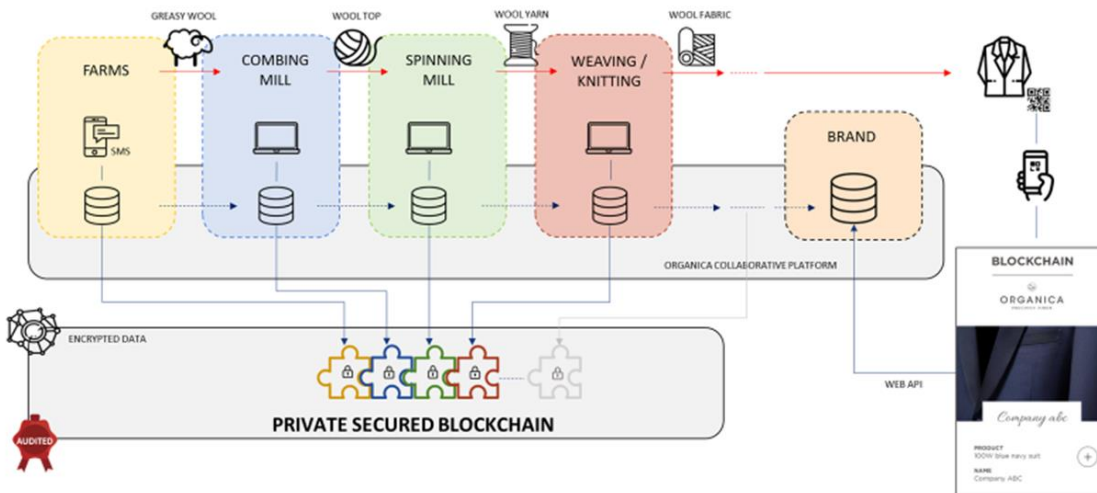 GREASY WOOL
WOOL TOP
WOOL YARN
WOOL FABRIC
FARMS
COMBING
MILL
SPINNING
MILL
WEAVING /
KNITTING
BRAND
SMS
ORGANICA COLLABORATIVE PLATFORM
ENCRYPTED DATA
PRIVATE SECURED BLOCKCHAIN
AUDITED
WEB API
BLOCKCHAIN
ORGANICA
PRECIOUS FIBER
Company abc
PRODUCT
100W blue navy suit
NAME
Company ABC